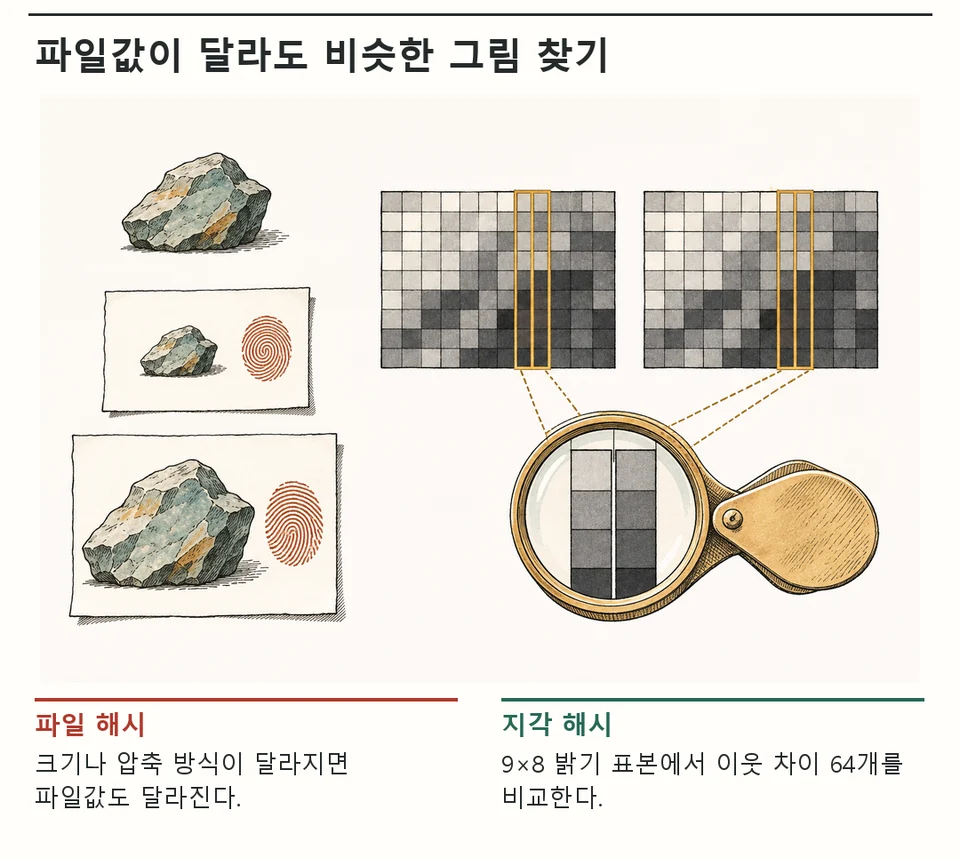 파일값이 달라도 비슷한 그림 찾기
파일 해시
크기나 압축 방식이 달라지면
파일값도 달라진다.
지각 해시
9×8 밝기 표본에서 이웃 차이 64개를
비교한다.